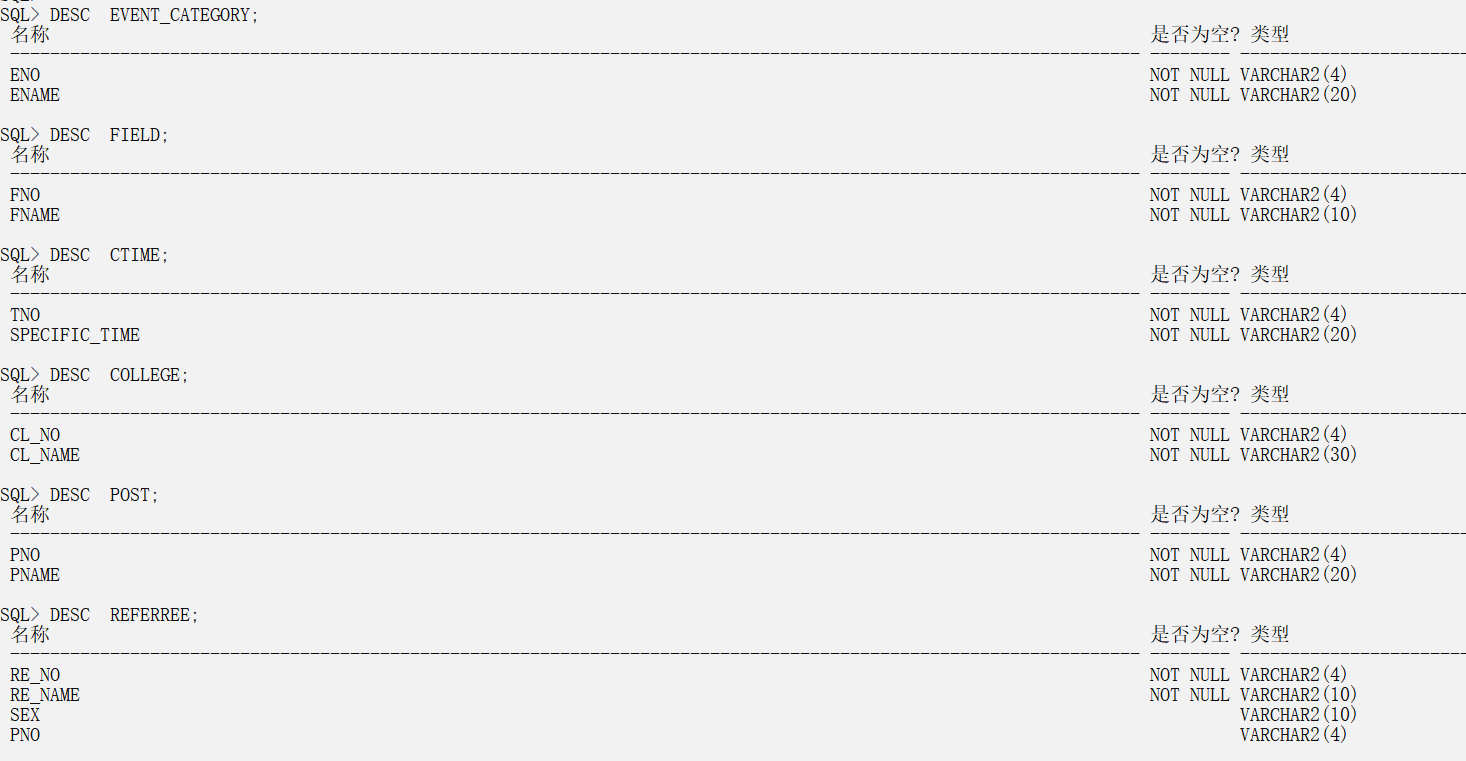 SQL> DESC  EVENT_CATEGORY;
名称 是否为空? 类型
ENO NOT NULL VARCHAR2(4)
ENAME NOT NULL VARCHAR2(20)
SQL> DESC  FIELD;
名称 是否为空? 类型
FNO NOT NULL VARCHAR2(4)
FNAME NOT NULL VARCHAR2(10)
SQL> DESC  CTIME;
名称 是否为空? 类型
TNO NOT NULL VARCHAR2(4)
SPECIFIC_TIME NOT NULL VARCHAR2(20)
SQL> DESC  COLLEGE;
名称 是否为空? 类型
CL_NO NOT NULL VARCHAR2(4)
CL_NAME NOT NULL VARCHAR2(30)
SQL> DESC  POST;
名称 是否为空? 类型
PNO NOT NULL VARCHAR2(4)
PNAME NOT NULL VARCHAR2(20)
SQL> DESC  REFERREE;
名称 是否为空? 类型
RE_NO NOT NULL VARCHAR2(4)
RE_NAME NOT NULL VARCHAR2(10)
SEX VARCHAR2(10)
PNO VARCHAR2(4)